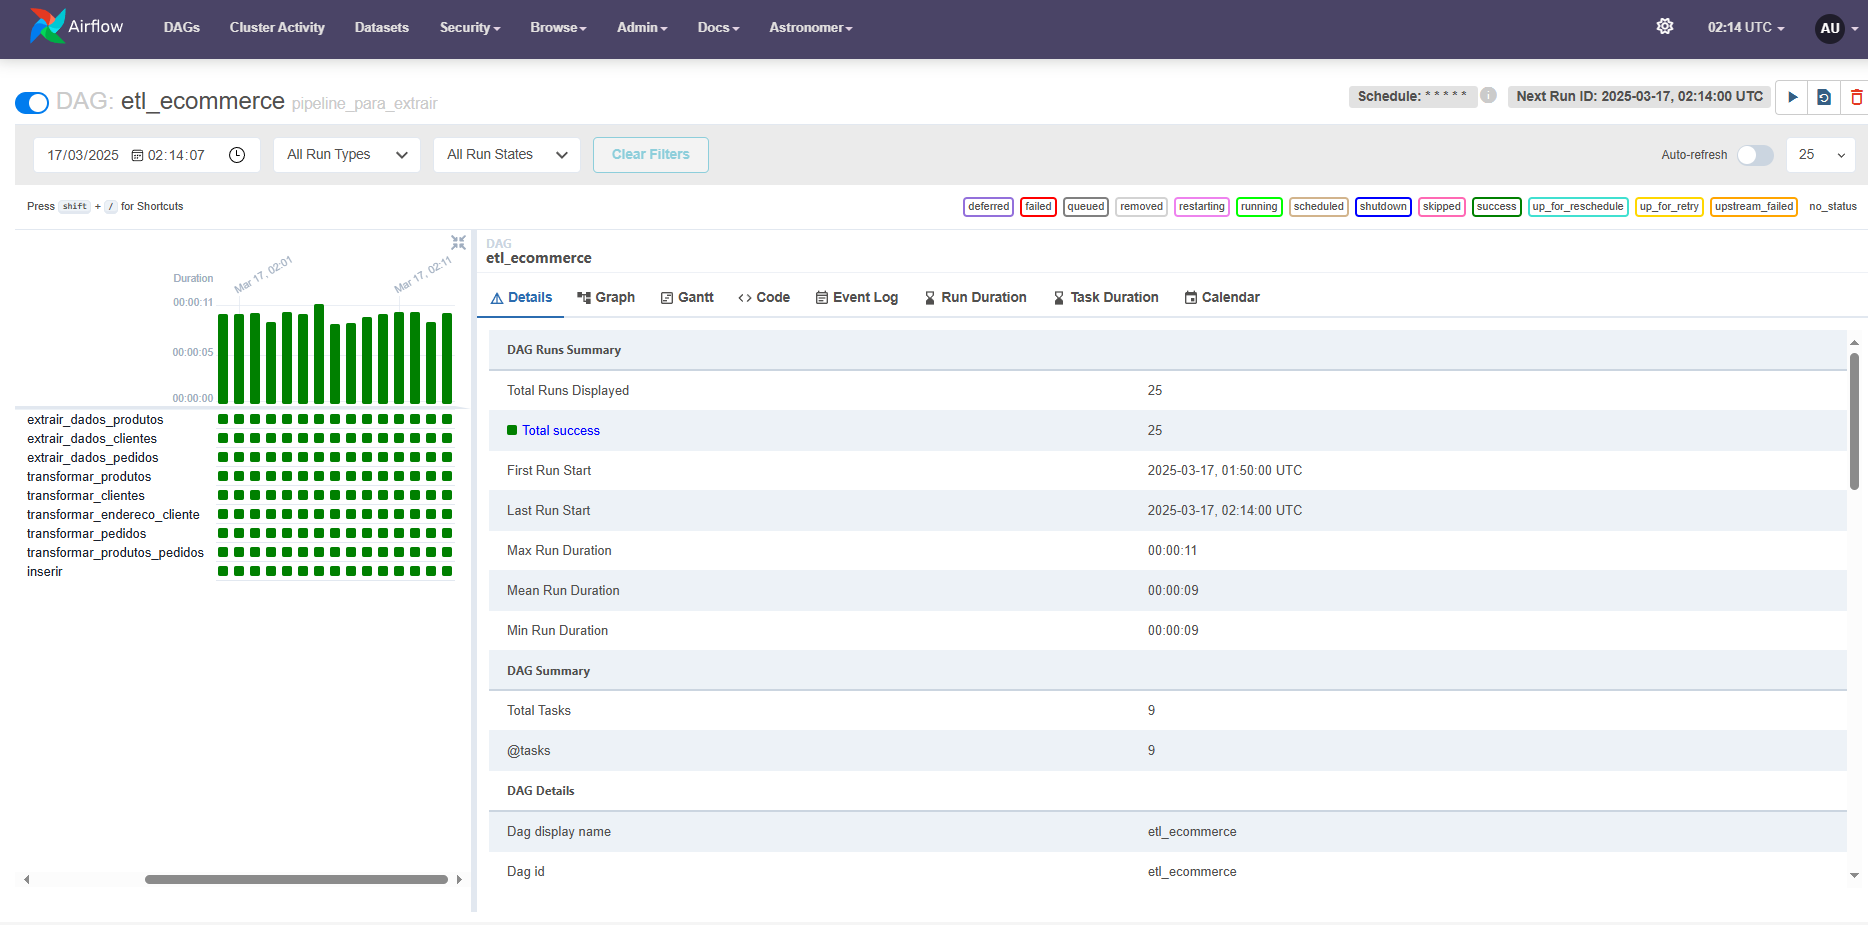 Airflow DAGs Cluster Activity Datasets Security Browse Admin Docs Astronomer 02:14 UTC AU
DAG: etl_ecommerce pipeline_para_extrair Schedule: * * * * * Next Run ID: 2025-03-17, 02:14:00 UTC
17/03/2025 02:14:07 All Run Types All Run States Clear Filters Auto-refresh 25
Press shift + / for Shortcuts deferred failed queued removed restarting running scheduled shutdown skipped success up_for_reschedule up_for_retry upstream_failed no_status
Duration
Mar 17, 02:01
Mar 17, 02:11
00:00:11
00:00:05
00:00:00
extrair_dados_produtos
extrair_dados_clientes
extrair_dados_pedidos
transformar_produtos
transformar_clientes
transformar_endereco_cliente
transformar_pedidos
transformar_produtos_pedidos
inserir
DAG
etl_ecommerce
Details Graph Gantt <> Code Event Log Run Duration Task Duration Calendar
DAG Runs Summary
Total Runs Displayed 25
Total success 25
First Run Start 2025-03-17, 01:50:00 UTC
Last Run Start 2025-03-17, 02:14:00 UTC
Max Run Duration 00:00:11
Mean Run Duration 00:00:09
Min Run Duration 00:00:09
DAG Summary
Total Tasks 9
@tasks 9
DAG Details
Dag display name etl_ecommerce
Dag id etl_ecommerce